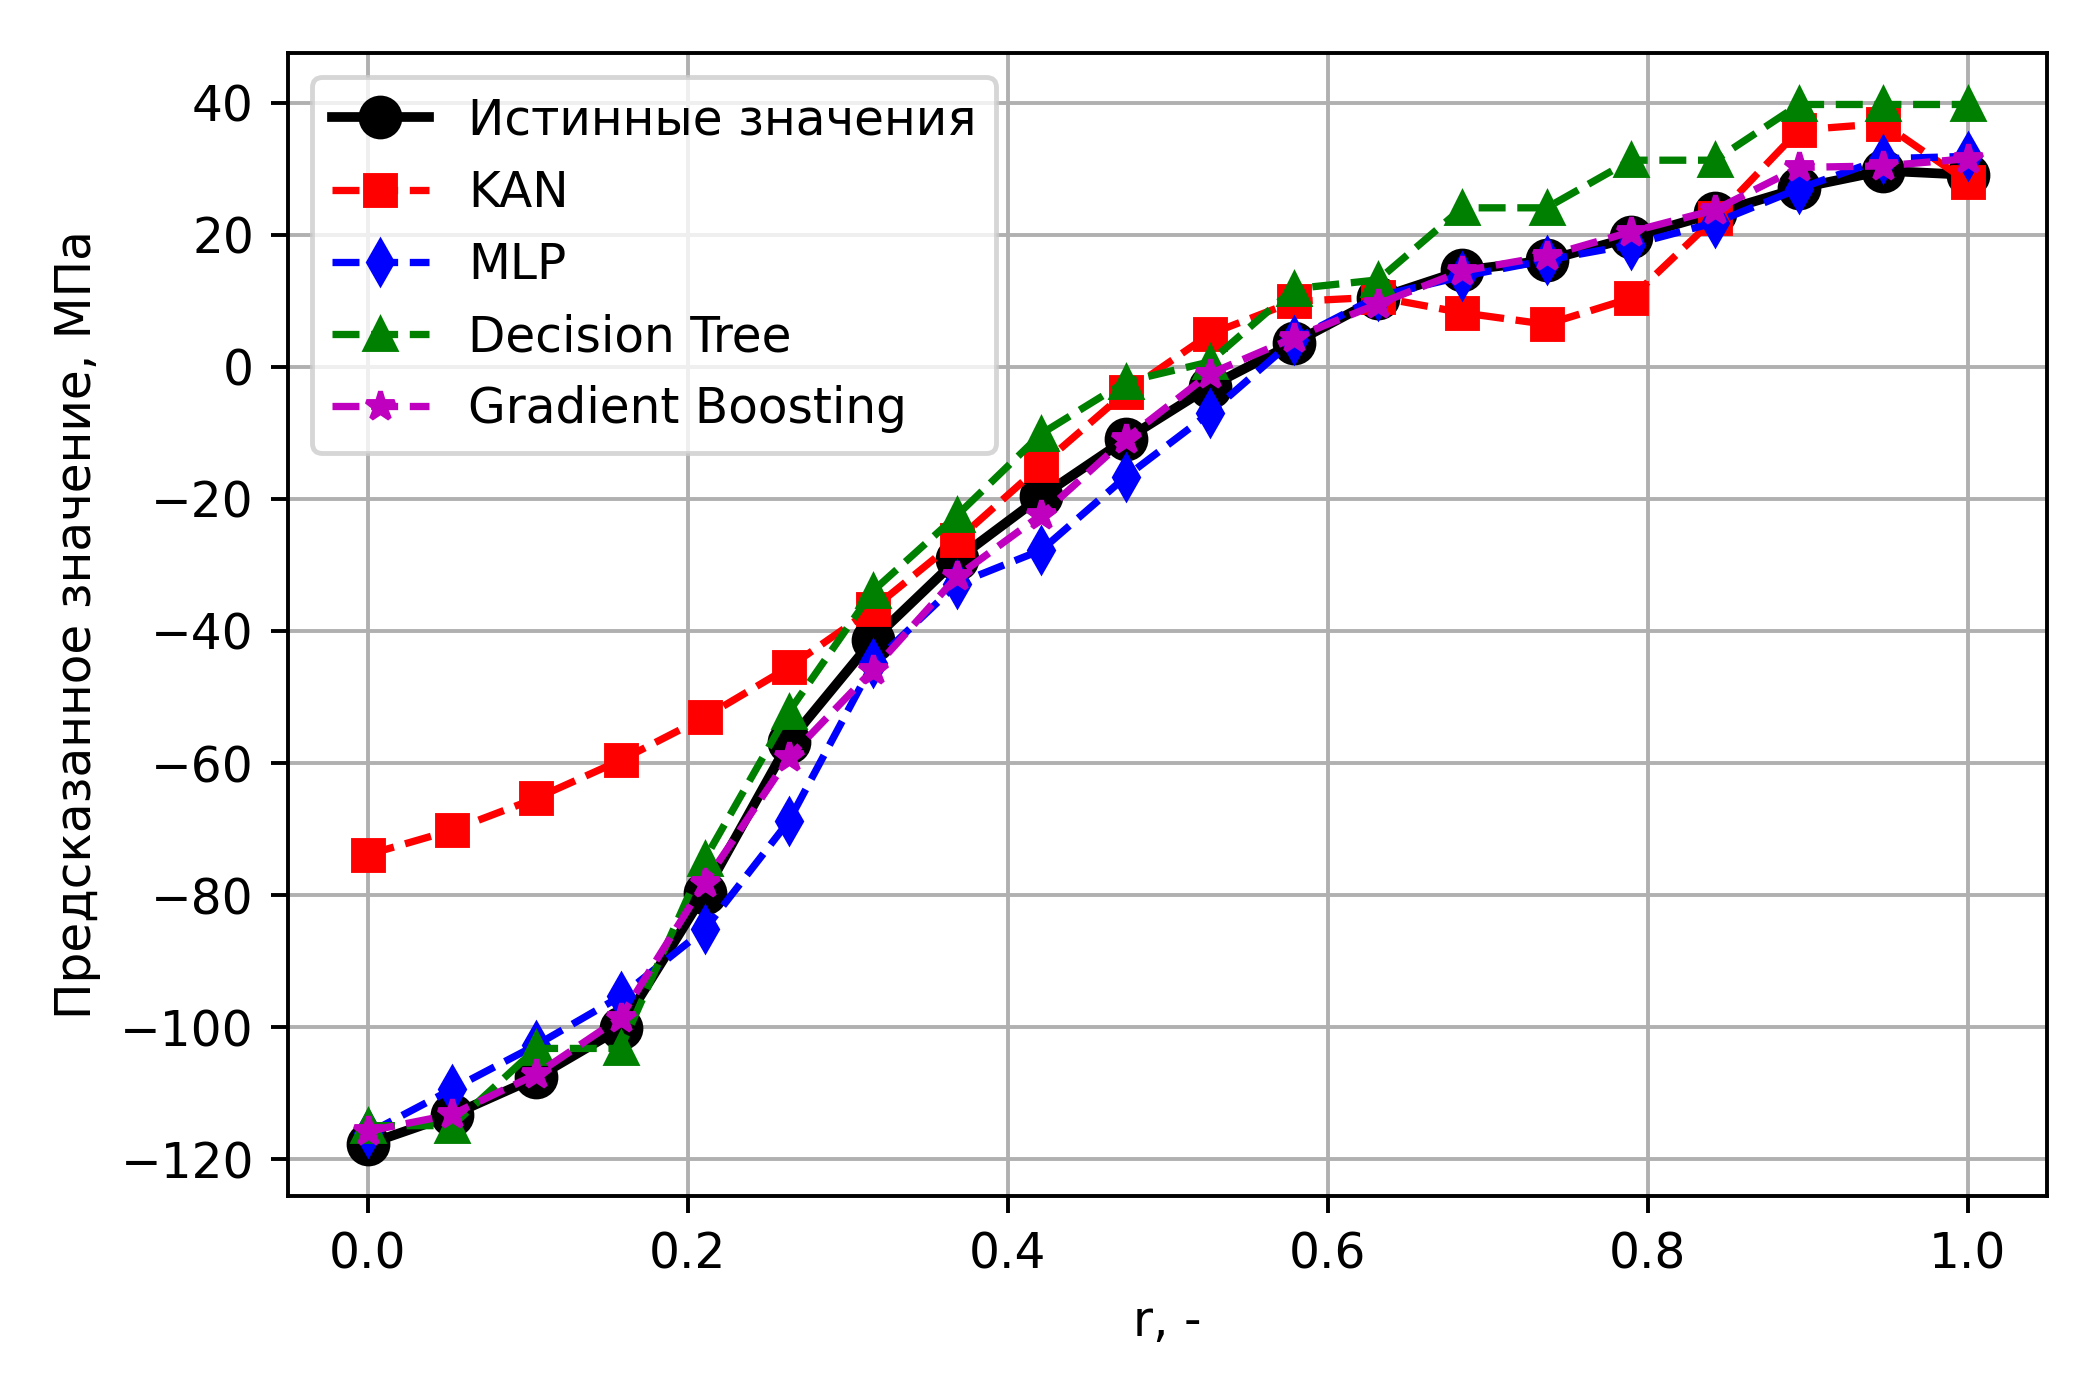 Предсказанное значение, МПа
40
20
0
−20
−40
−60
−80
−100
−120
Истинные значения
KAN
MLP
Decision Tree
Gradient Boosting
0.0 0.2 0.4 0.6 0.8 1.0
r, -